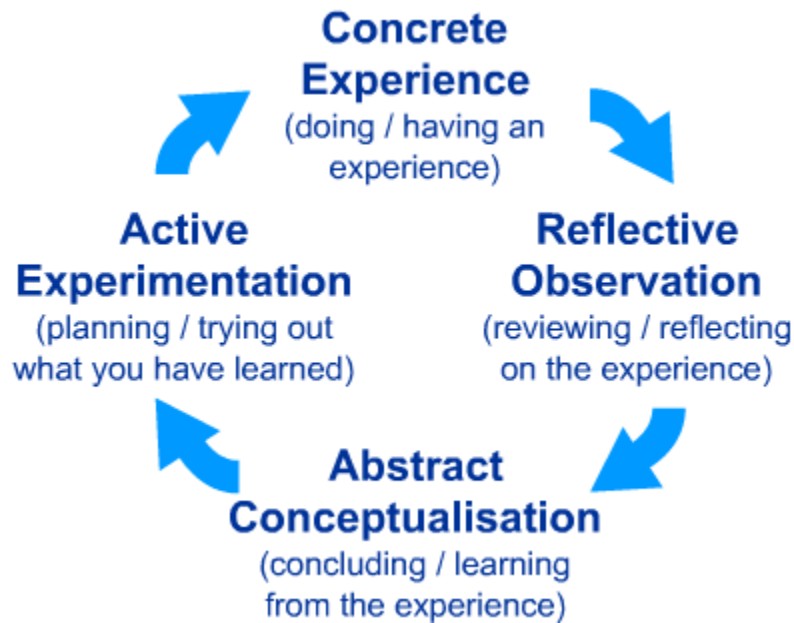 Concrete
Experience
(doing / having an
experience)
Reflective
Observation
(reviewing / reflecting
on the experience)
Abstract
Conceptualisation
(concluding / learning
from the experience)
Active
Experimentation
(planning / trying out
what you have learned)